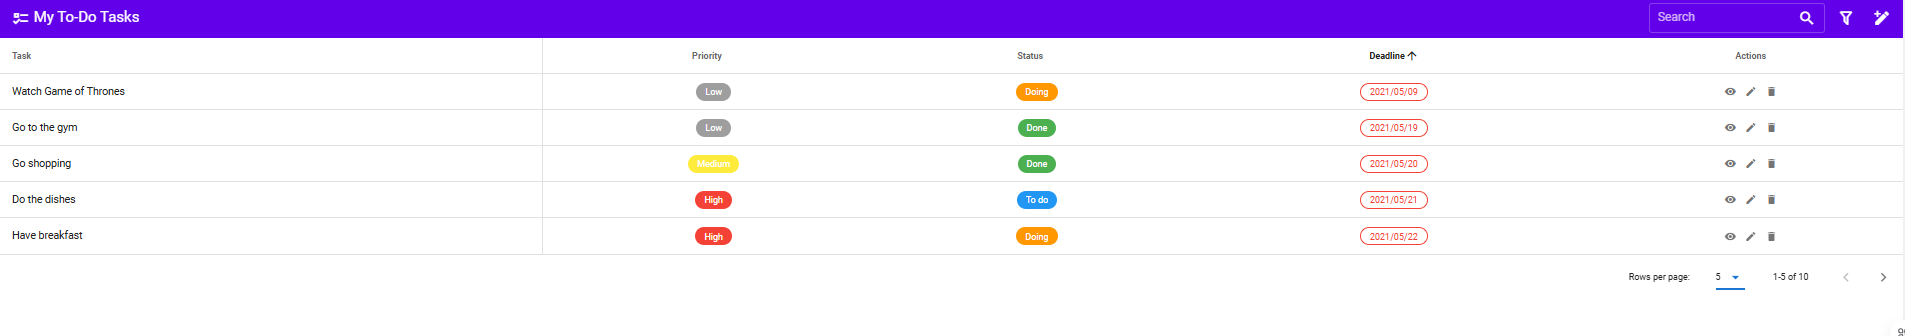 My To-Do Tasks Search
Task Priority Status Deadline Actions
Watch Game of Thrones Low Doing 2021/05/09
Go to the gym Low Done 2021/05/19
Go shopping Medium Done 2021/05/20
Do the dishes High To do 2021/05/21
Have breakfast High Doing 2021/05/22
Rows per page: 5 1-5 of 10